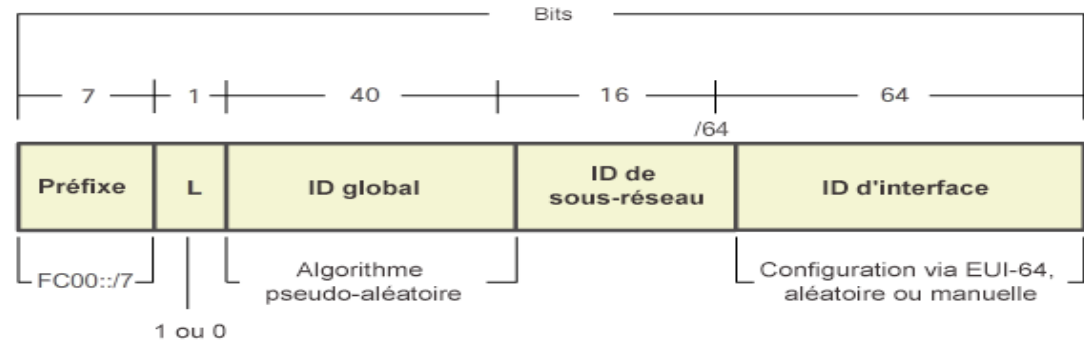 Bits
7 1 40 16 64
/64
Préfixe L ID global ID de sous-réseau ID d'interface
FC00::/7
Algorithme
pseudo-aléatoire
Configuration via EUI-64,
aléatoire ou manuelle
1 ou 0